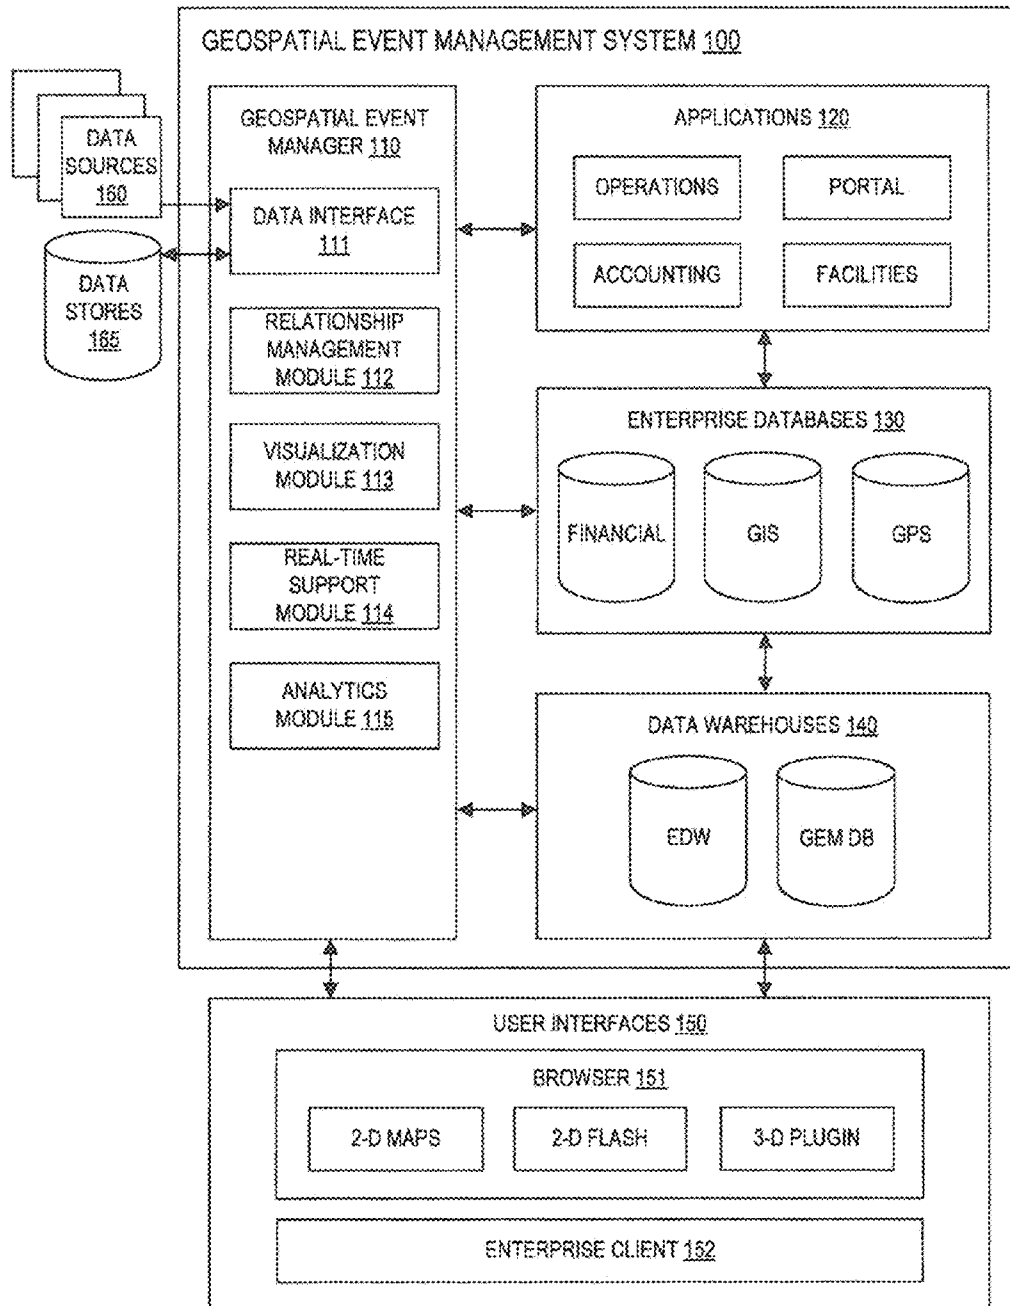 GEOSPATIAL EVENT MANAGEMENT SYSTEM 100
DATA
SOURCES
160
DATA
STORES
165
GEOSPATIAL EVENT
MANAGER 110
DATA INTERFACE
111
RELATIONSHIP
MANAGEMENT
MODULE 112
VISUALIZATION
MODULE 113
REAL-TIME
SUPPORT
MODULE 114
ANALYTICS
MODULE 115
APPLICATIONS 120
OPERATIONS
PORTAL
ACCOUNTING
FACILITIES
ENTERPRISE DATABASES 130
FINANCIAL
GIS
GPS
DATA WAREHOUSES 140
EDW
GEM DB
USER INTERFACES 150
BROWSER 151
2-D MAPS
2-D FLASH
3-D PLUGIN
ENTERPRISE CLIENT 152